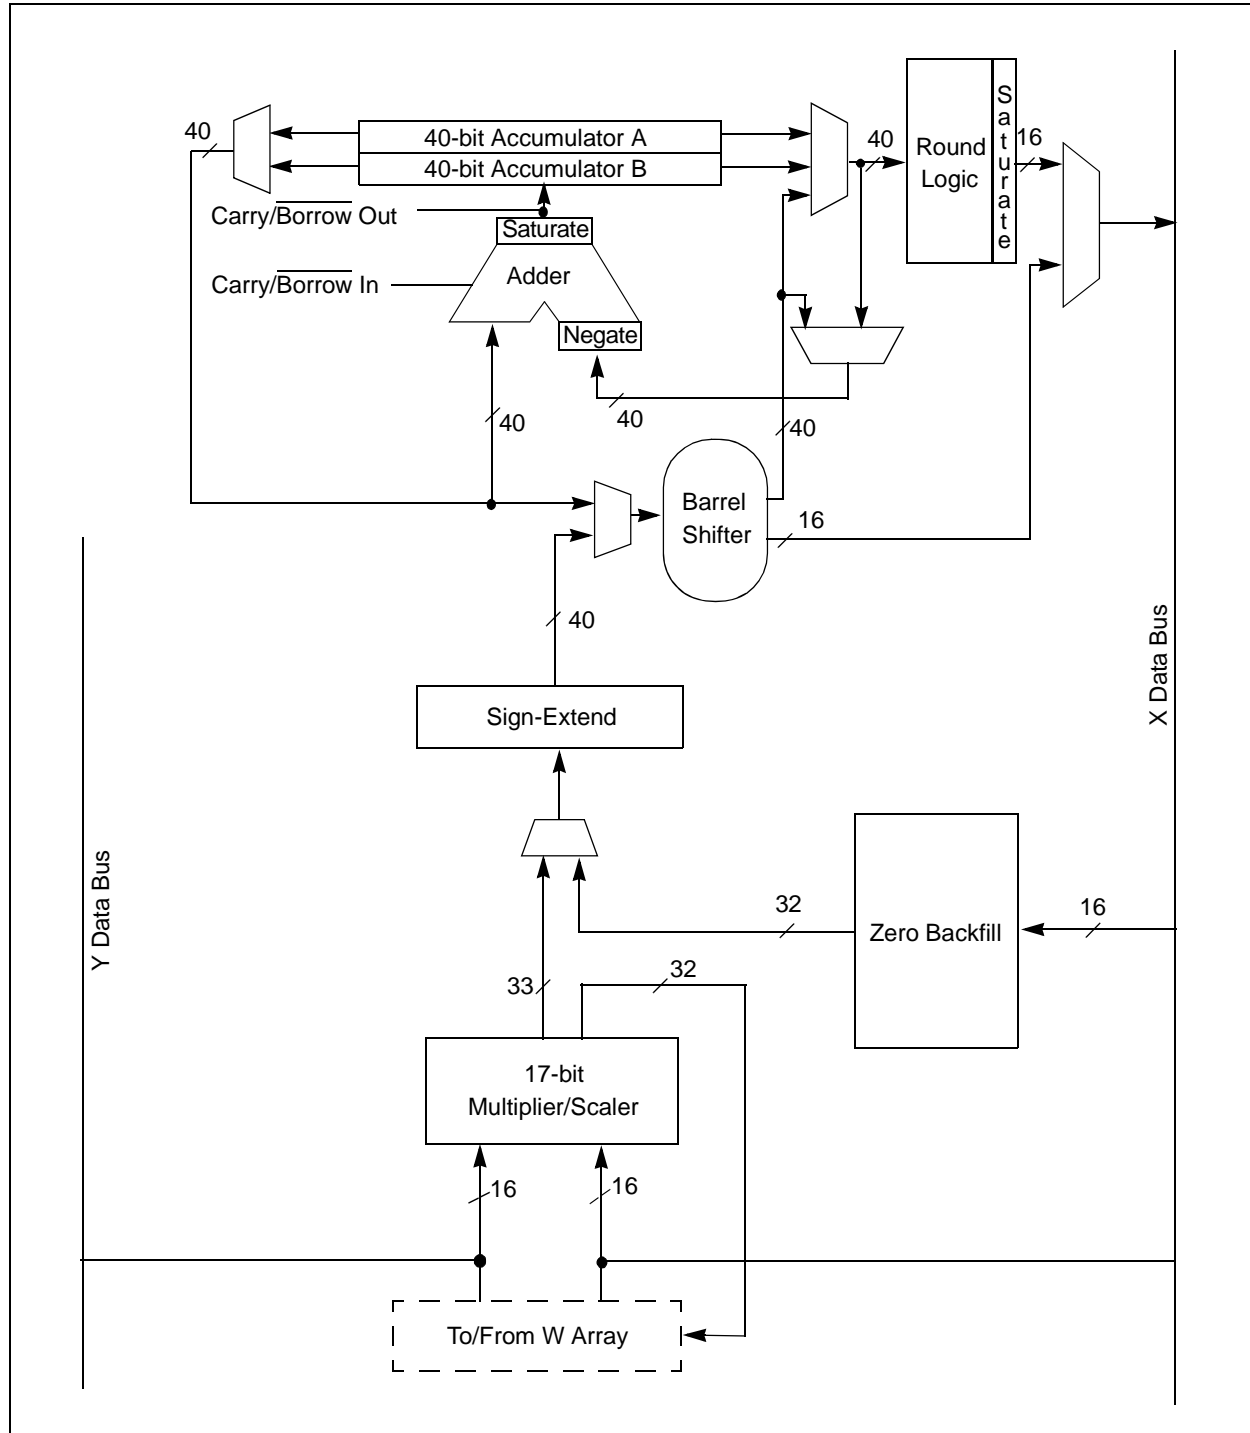 40
40-bit Accumulator A
40-bit Accumulator B
40
Round
Logic
Saturate
16
Carry/Borrow Out
Saturate
Carry/Borrow In
Adder
Negate
40
40
40
Barrel
Shifter
16
40
X Data Bus
Sign-Extend
Y Data Bus
32
Zero Backfill
16
33
32
17-bit
Multiplier/Scaler
16
16
To/From W Array